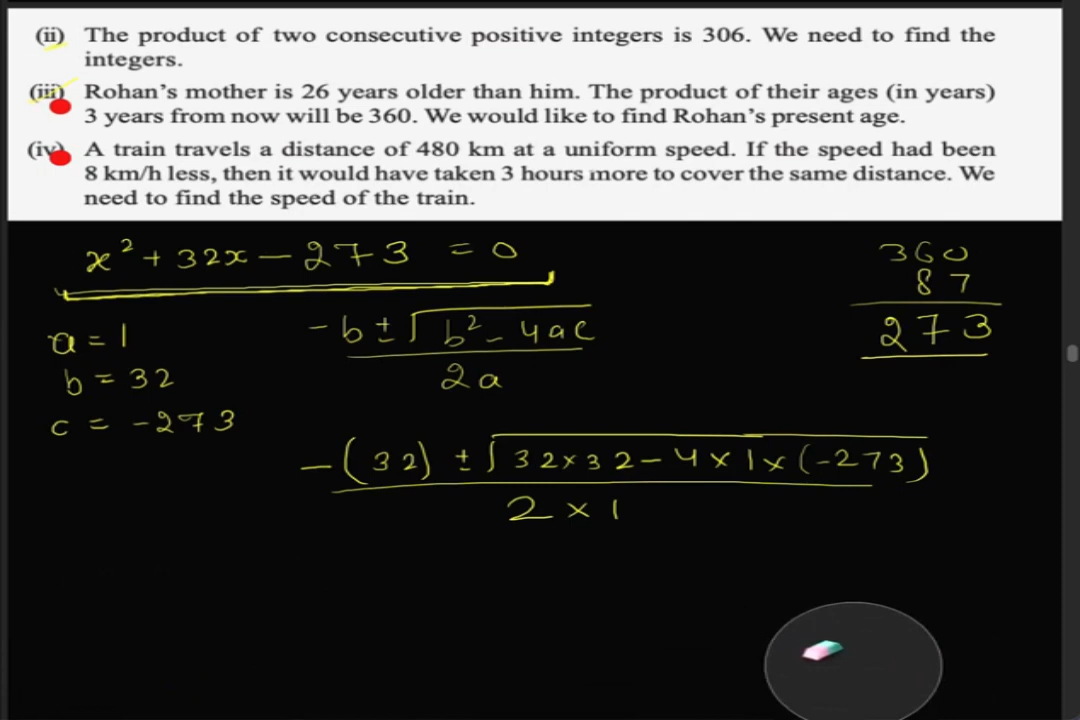 (ii) The product of two consecutive positive integers is 306. We need to find the
integers.
(iii) Rohan's mother is 26 years older than him. The product of their ages (in years)
3 years from now will be 360. We would like to find Rohan's present age.
(iv) A train travels a distance of 480 km at a uniform speed. If the speed had been
8 km/h less, then it would have taken 3 hours more to cover the same distance. We
need to find the speed of the train.
x² + 32x - 273 = 0
360
87
273
a = 1
b = 32
c = -273
-b ± √b² - 4ac
2a
-(32) ± √32×32 - 4×1×(-273)
2 × 1